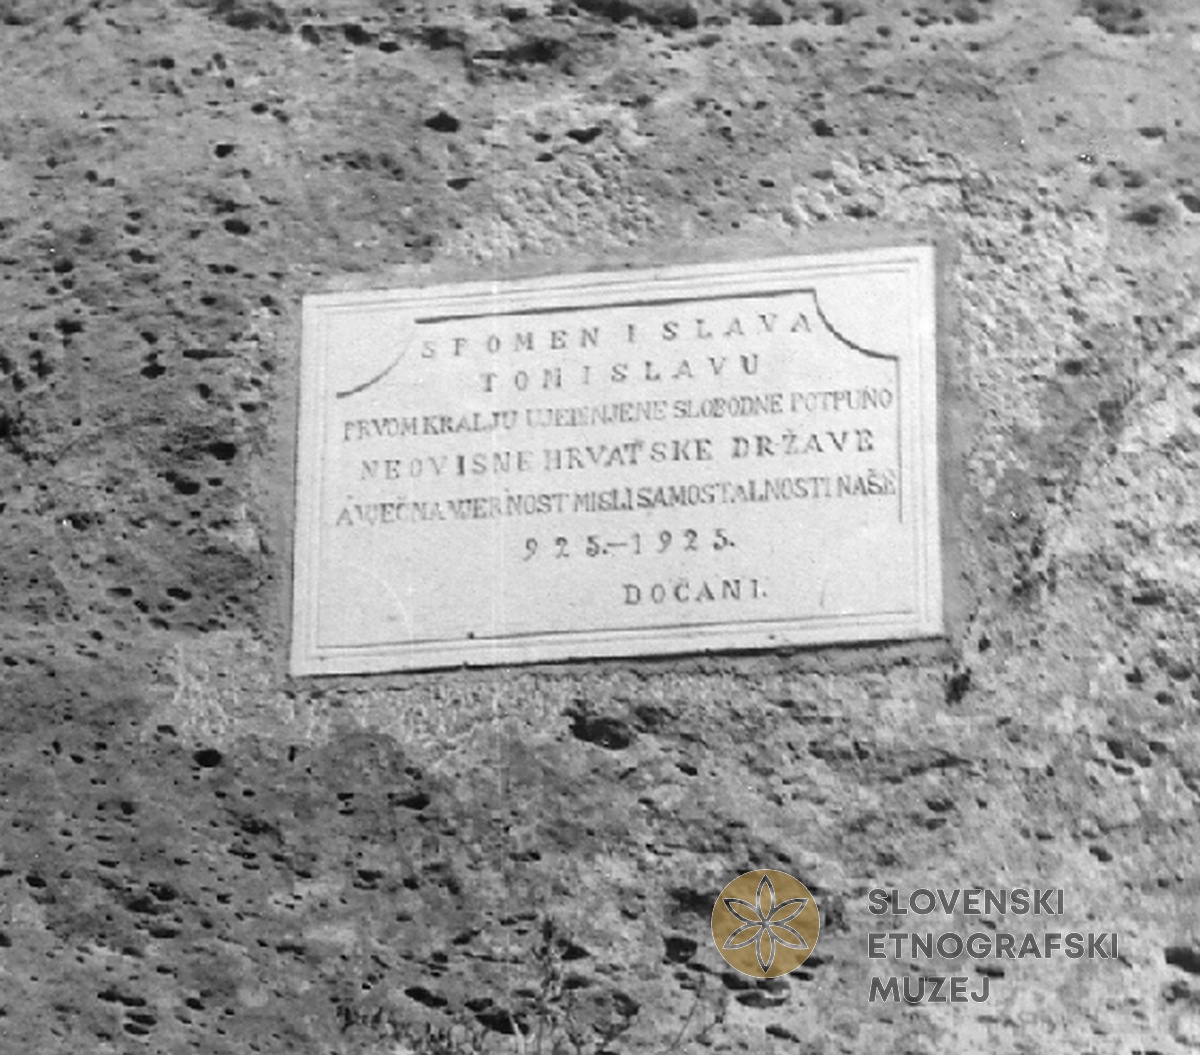 SPOMEN I SLAVA
TOMISLAVU
PRVOM KRALJU UJEDINJENE SLOBODNE POTPUNO
NEOVISNE HRVATSKE DRŽAVE
A VJEČNA VJERNOST MISLI SAMOSTALNOSTI NAŠE
925.–1925.
DOČANI.
SLOVENSKI
ETNOGRAFSKI
MUZEJ